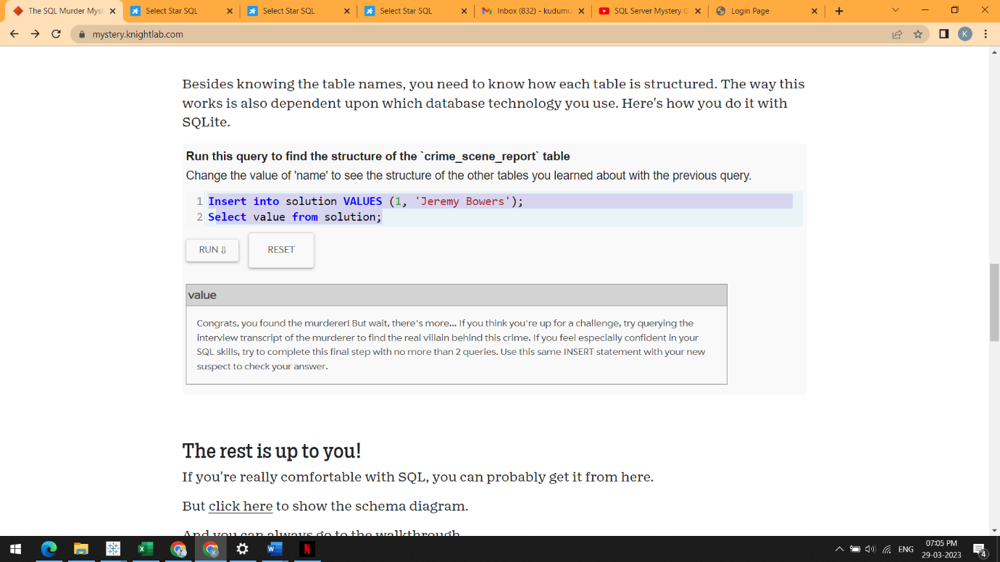 The SQL Murder Myst
Select Star SQL
Select Star SQL
Select Star SQL
Inbox (832) - kudumu
SQL Server Mystery G
Login Page
mystery.knightlab.com
K
Besides knowing the table names, you need to know how each table is structured. The way this
works is also dependent upon which database technology you use. Here's how you do it with
SQLite.
Run this query to find the structure of the `crime_scene_report` table
Change the value of 'name' to see the structure of the other tables you learned about with the previous query.
1 Insert into solution VALUES (1, 'Jeremy Bowers');
2 Select value from solution;
RUN ⇩
RESET
value
Congrats, you found the murderer! But wait, there's more... If you think you're up for a challenge, try querying the
interview transcript of the murderer to find the real villain behind this crime. If you feel especially confident in your
SQL skills, try to complete this final step with no more than 2 queries. Use this same INSERT statement with your new
suspect to check your answer.
The rest is up to you!
If you're really comfortable with SQL, you can probably get it from here.
But click here to show the schema diagram.
And you can always go to the walkthrough
ENG
07:05 PM
29-03-2023
4